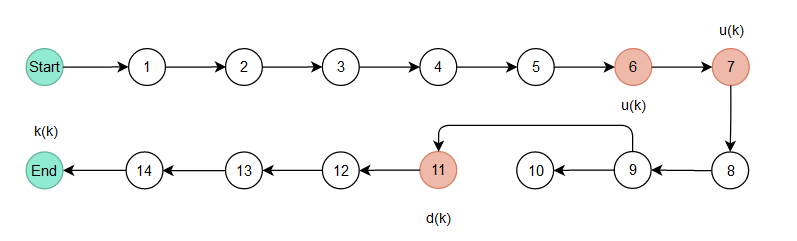 u(k)
Start 1 2 3 4 5 6 7
u(k)
k(k)
End 14 13 12 11 10 9 8
d(k)